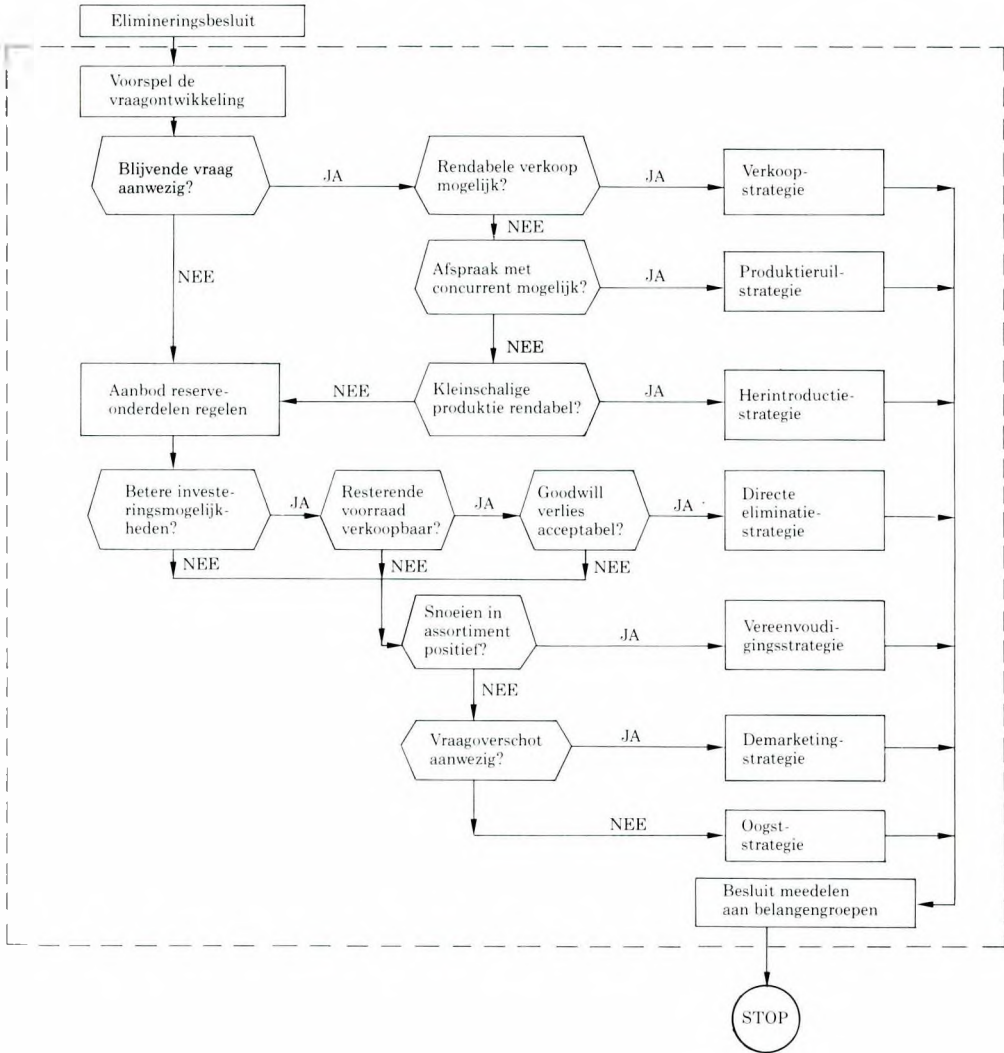 Elimineringsbesluit
Voorspel de
vraagontwikkeling
Blijvende vraag
aanwezig?
JA
Rendabele verkoop
mogelijk?
JA
Verkoop-
strategie
NEE
NEE
Afspraak met
concurrent mogelijk?
JA
Produktieruil-
strategie
NEE
Aanbod reserve-
onderdelen regelen
NEE
Kleinschalige
produktie rendabel?
JA
Herintroductie-
strategie
Betere investe-
ringsmogelijk-
heden?
JA
Resterende
voorraad
verkoopbaar?
JA
Goodwill
verlies
acceptabel?
JA
Directe
eliminatie-
strategie
NEE
NEE
NEE
Snoeien in
assortiment
positief?
JA
Vereenvoudi-
gingsstrategie
NEE
Vraagoverschot
aanwezig?
JA
Demarketing-
strategie
NEE
Oogst-
strategie
Besluit meedelen
aan belangengroepen
STOP